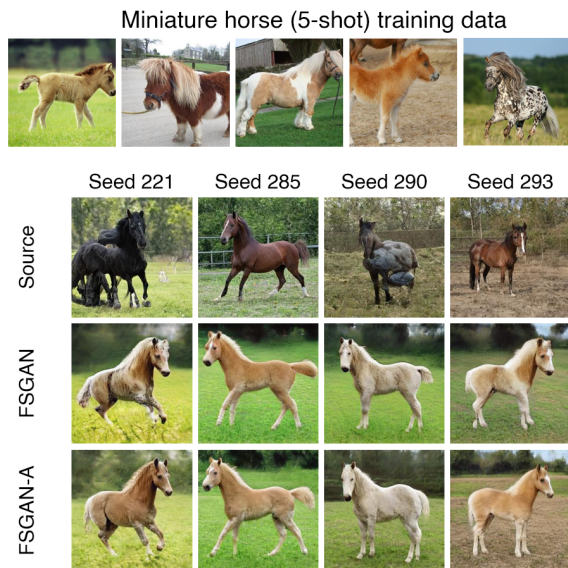 Miniature horse (5-shot) training data
Seed 221 Seed 285 Seed 290 Seed 293
Source
FSGAN
FSGAN-A